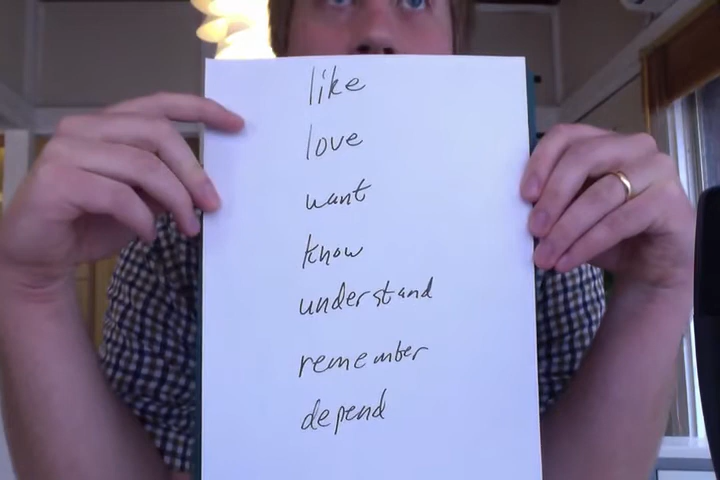 like
love
want
know
understand
remember
depend